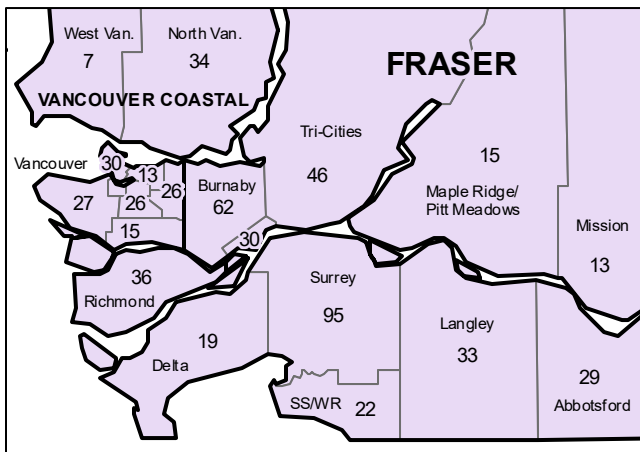 West Van.
7
North Van.
34
FRASER
VANCOUVER COASTAL
Tri-Cities
46
15
Maple Ridge/
Pitt Meadows
Vancouver
30
13
26
Burnaby
62
27
26
15
30
Mission
13
36
Richmond
Surrey
95
19
Delta
Langley
33
SS/WR
22
29
Abbotsford